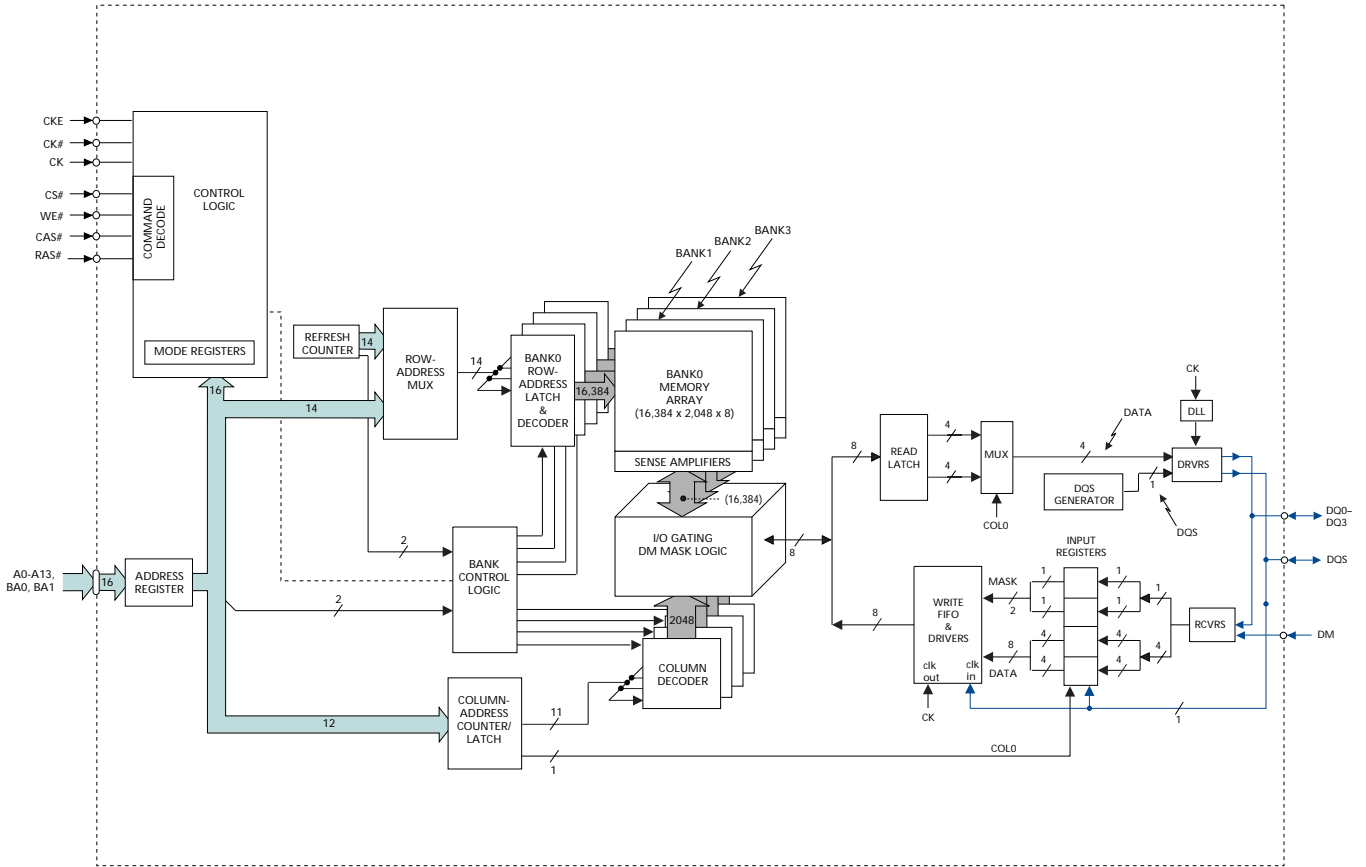 CKE
CK#
CK
CS#
WE#
CAS#
RAS#
COMMAND
DECODE
CONTROL
LOGIC
MODE REGISTERS
16
REFRESH
COUNTER
14
14
ROW-
ADDRESS
MUX
14
BANK0
ROW-
ADDRESS
LATCH
&
DECODER
16,384
BANK1
BANK2
BANK3
BANK0
MEMORY
ARRAY
(16,384 x 2,048 x 8)
SENSE AMPLIFIERS
(16,384)
I/O GATING
DM MASK LOGIC
8
A0-A13,
BA0, BA1
16
ADDRESS
REGISTER
2
2
BANK
CONTROL
LOGIC
2048
COLUMN
DECODER
12
COLUMN-
ADDRESS
COUNTER/
LATCH
11
1
COL0
8
READ
LATCH
4
4
MUX
COL0
4
DATA
DQS
GENERATOR
1
DQS
CK
DLL
DRVRS
DQ0–
DQ3
DQS
DM
RCVRS
INPUT
REGISTERS
1
1
4
4
1
1
4
4
1
4
MASK
2
8
DATA
8
WRITE
FIFO
&
DRIVERS
clk
out
clk
in
CK
1